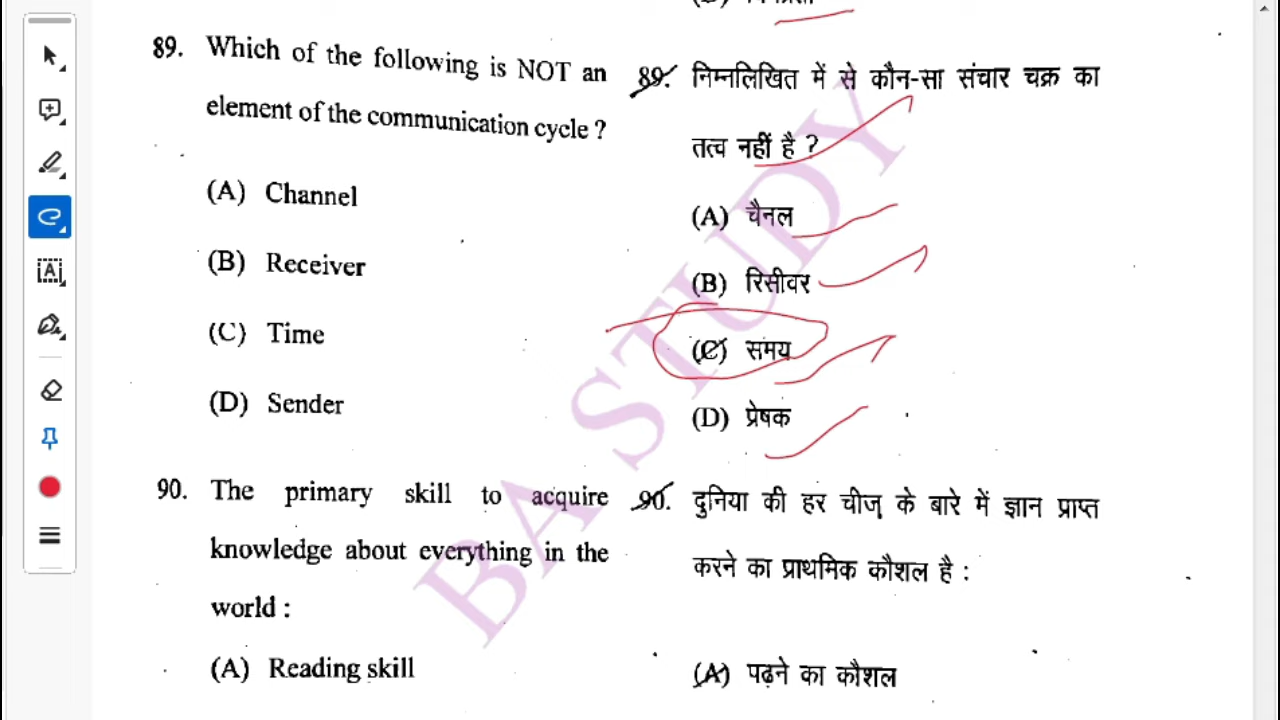 89. Which of the following is NOT an
element of the communication cycle ?
(A) Channel
(B) Receiver
(C) Time
(D) Sender
90. The primary skill to acquire
knowledge about everything in the
world :
(A) Reading skill
89. निम्नलिखित में से कौन-सा संचार चक्र का
तत्व नहीं है ?
(A) चैनल
(B) रिसीवर
(C) समय
(D) प्रेषक
90. दुनिया की हर चीज़ के बारे में ज्ञान प्राप्त
करने का प्राथमिक कौशल है :
(A) पढ़ने का कौशल
BA STUDY